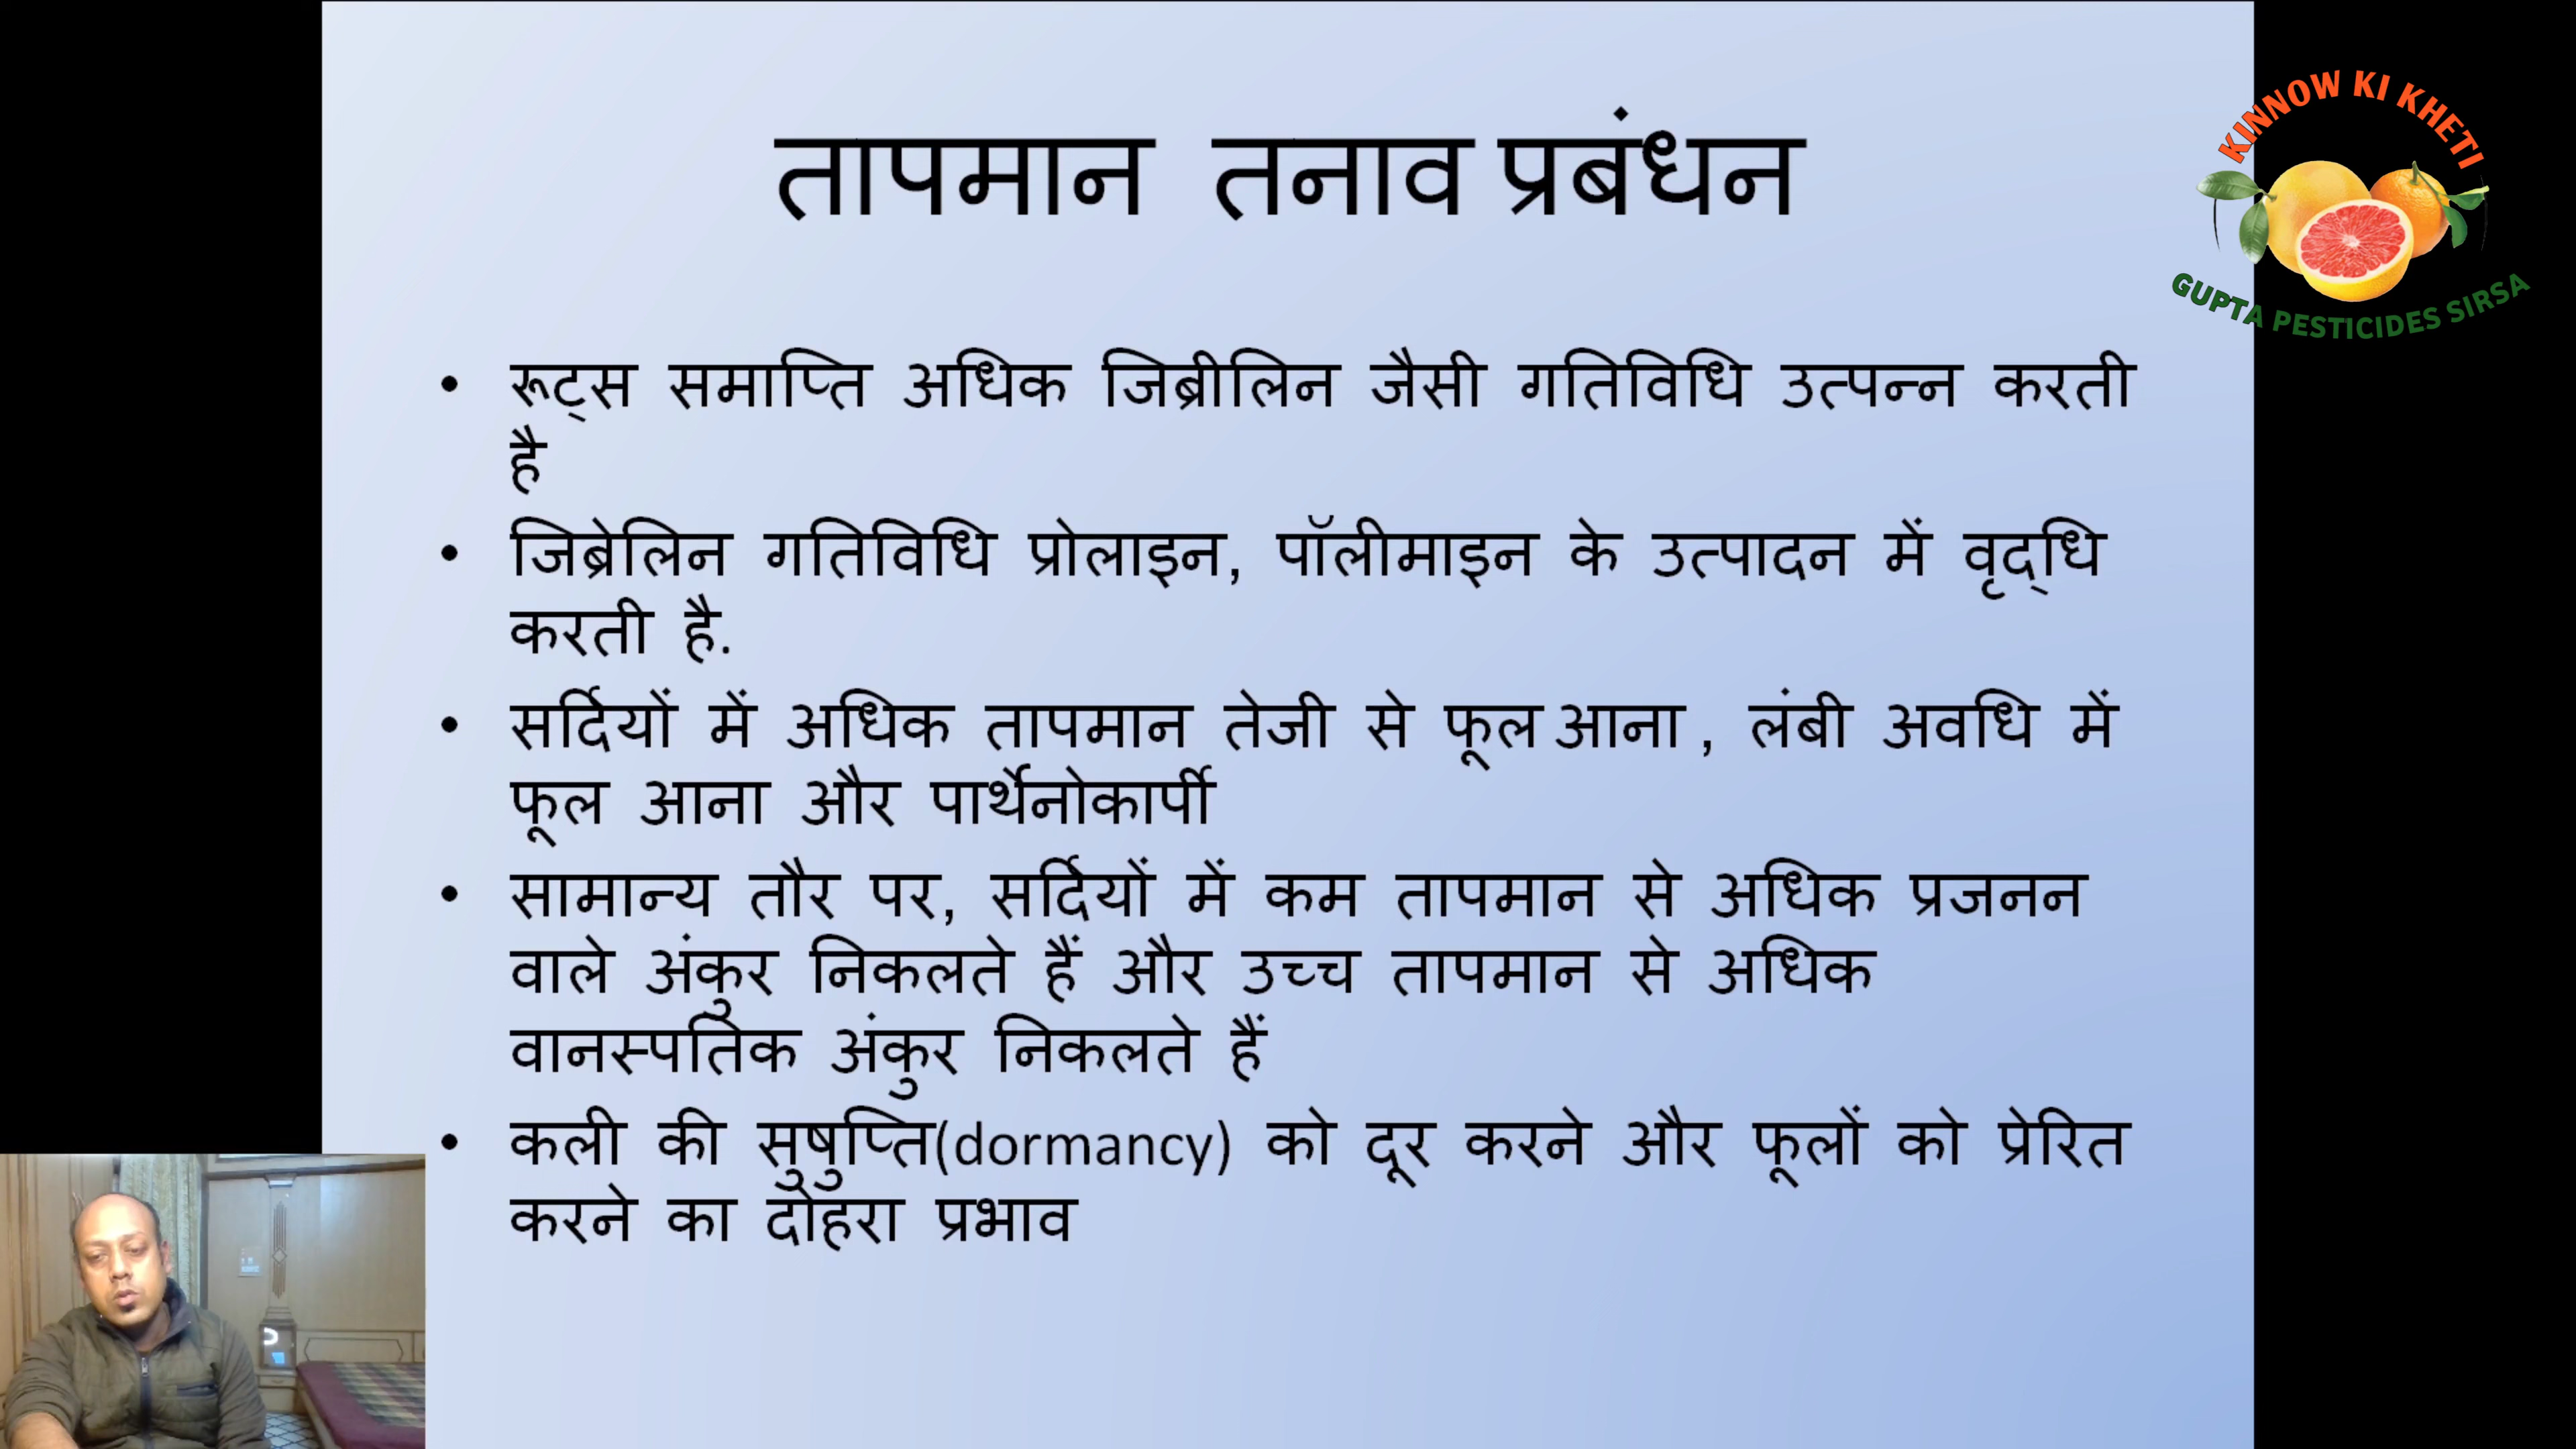 तापमान तनाव प्रबंधन
KINNOW KI KHETI
GUPTA PESTICIDES SIRSA
• रूट्स समाप्ति अधिक जिब्रीलिन जैसी गतिविधि उत्पन्न करती
है
• जिब्रेलिन गतिविधि प्रोलाइन, पॉलीमाइन के उत्पादन में वृद्धि
करती है.
• सर्दियों में अधिक तापमान तेजी से फूल आना , लंबी अवधि में
फूल आना और पार्थेनोकार्पी
• सामान्य तौर पर, सर्दियों में कम तापमान से अधिक प्रजनन
वाले अंकुर निकलते हैं और उच्च तापमान से अधिक
वानस्पतिक अंकुर निकलते हैं
• कली की सुषुप्ति(dormancy) को दूर करने और फूलों को प्रेरित
करने का दोहरा प्रभाव